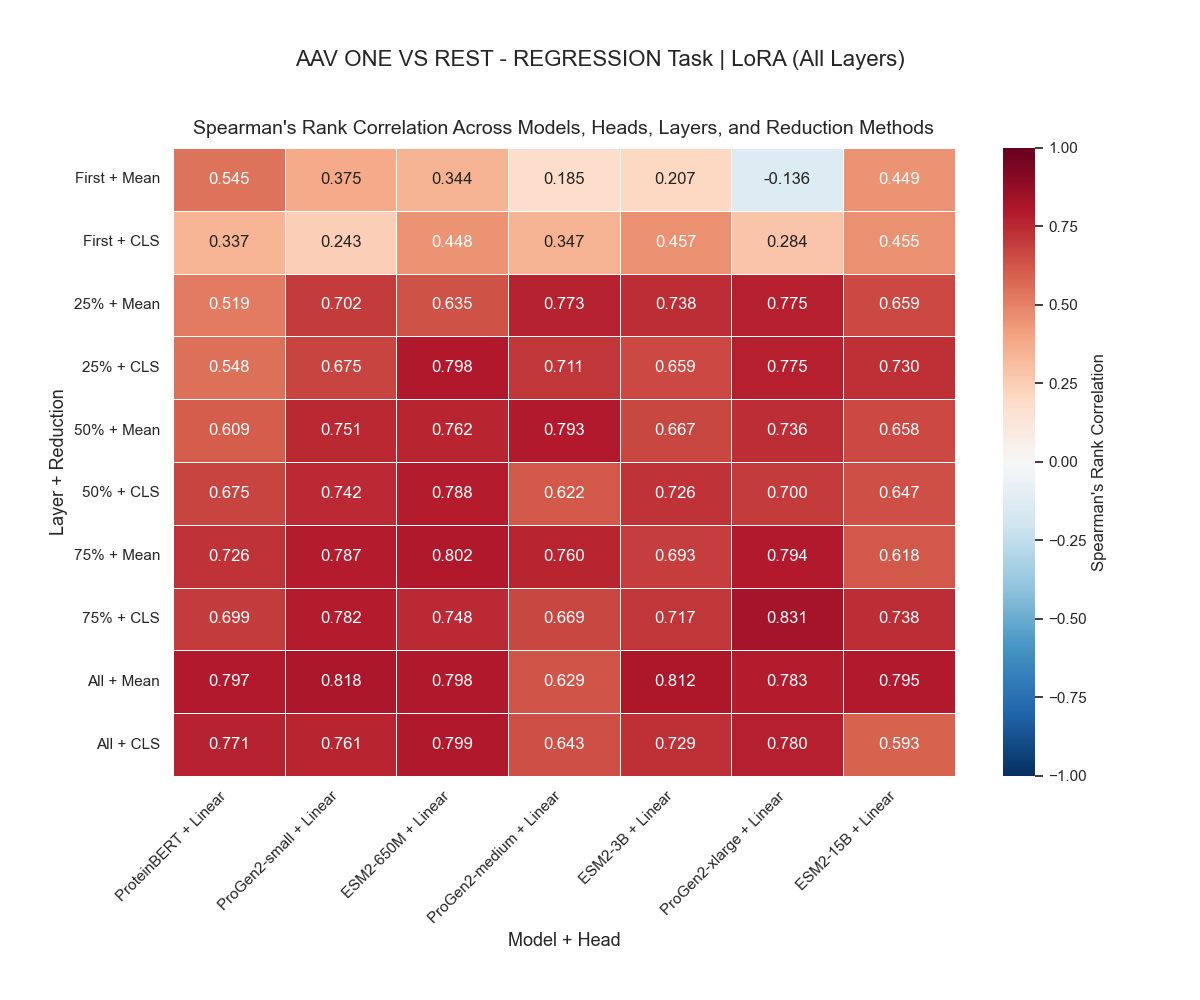 AAV ONE VS REST - REGRESSION Task | LoRA (All Layers)
Spearman's Rank Correlation Across Models, Heads, Layers, and Reduction Methods
First + Mean 0.545 0.375 0.344 0.185 0.207 -0.136 0.449
First + CLS 0.337 0.243 0.448 0.347 0.457 0.284 0.455
25% + Mean 0.519 0.702 0.635 0.773 0.738 0.775 0.659
25% + CLS 0.548 0.675 0.798 0.711 0.659 0.775 0.730
50% + Mean 0.609 0.751 0.762 0.793 0.667 0.736 0.658
50% + CLS 0.675 0.742 0.788 0.622 0.726 0.700 0.647
75% + Mean 0.726 0.787 0.802 0.760 0.693 0.794 0.618
75% + CLS 0.699 0.782 0.748 0.669 0.717 0.831 0.738
All + Mean 0.797 0.818 0.798 0.629 0.812 0.783 0.795
All + CLS 0.771 0.761 0.799 0.643 0.729 0.780 0.593
Layer + Reduction
ProteinBERT + Linear
ProGen2-small + Linear
ESM2-650M + Linear
ProGen2-medium + Linear
ESM2-3B + Linear
ProGen2-xlarge + Linear
ESM2-15B + Linear
Model + Head
1.00
0.75
0.50
0.25
0.00
−0.25
−0.50
−0.75
−1.00
Spearman's Rank Correlation